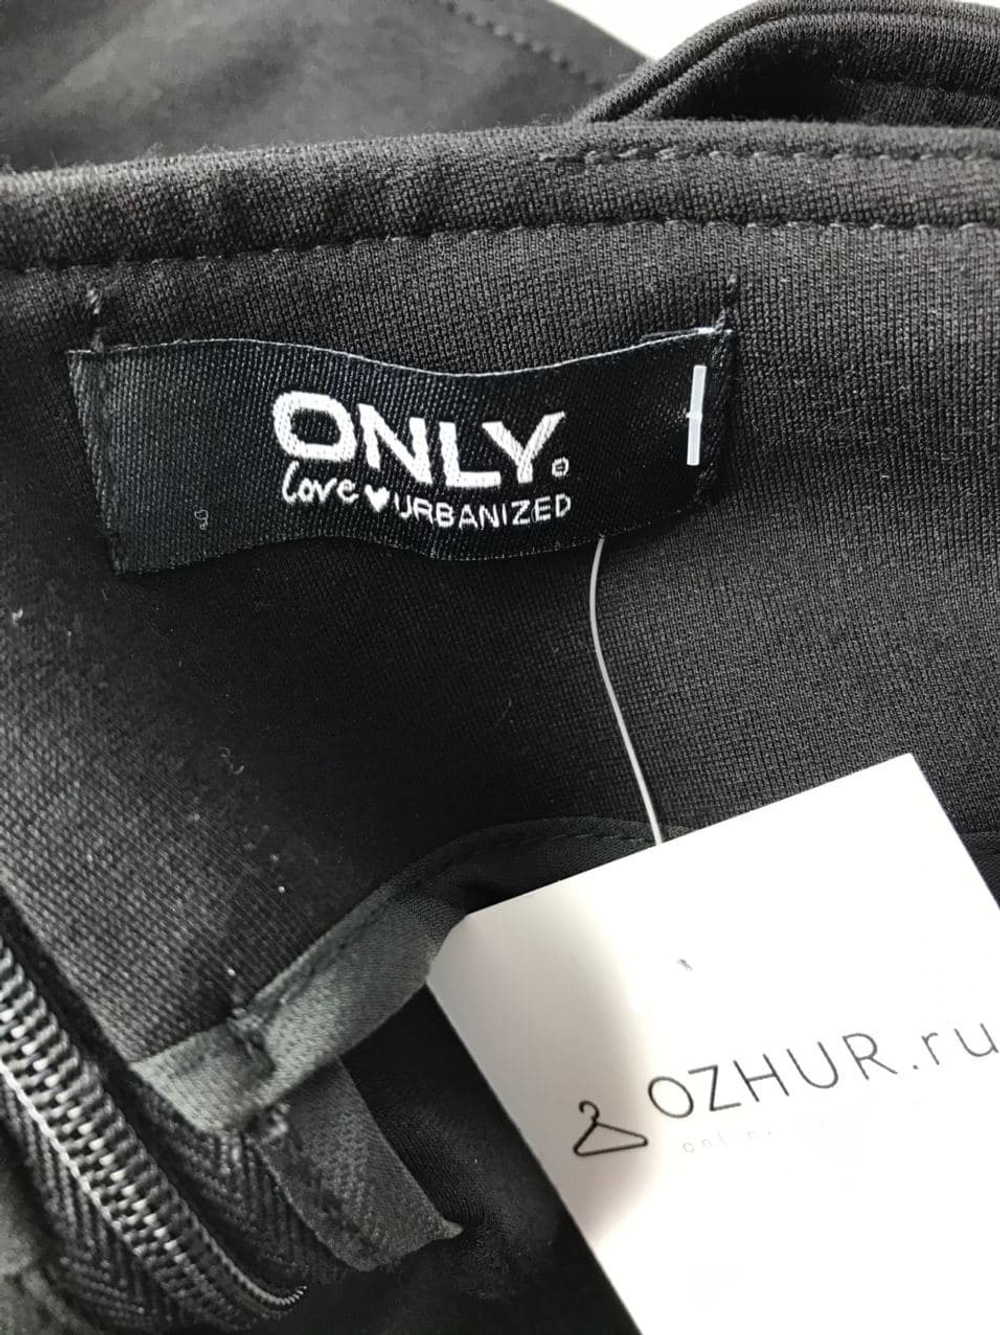 ONLY.
Love ♥ URBANIZED
OZHUR.ru